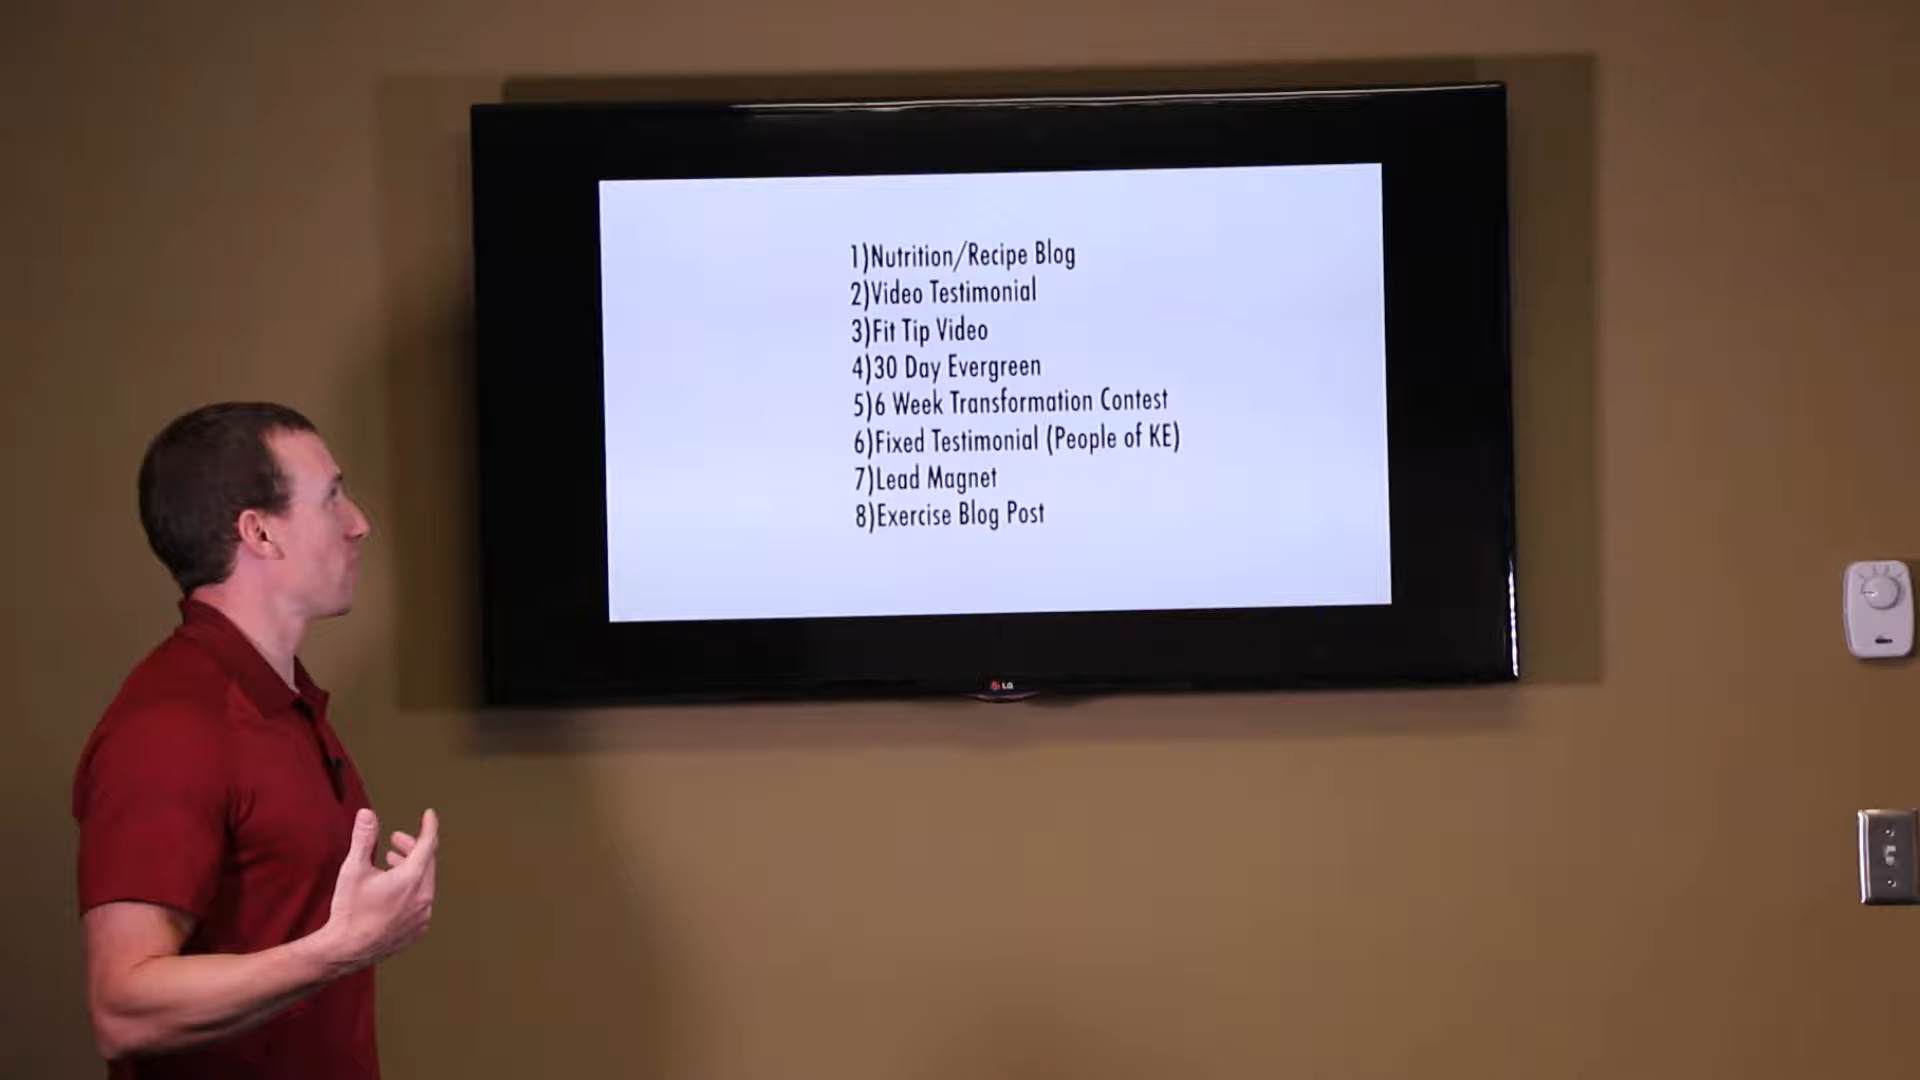 1)Nutrition/Recipe Blog
2)Video Testimonial
3)Fit Tip Video
4)30 Day Evergreen
5)6 Week Transformation Contest
6)Fixed Testimonial (People of KE)
7)Lead Magnet
8)Exercise Blog Post
LG